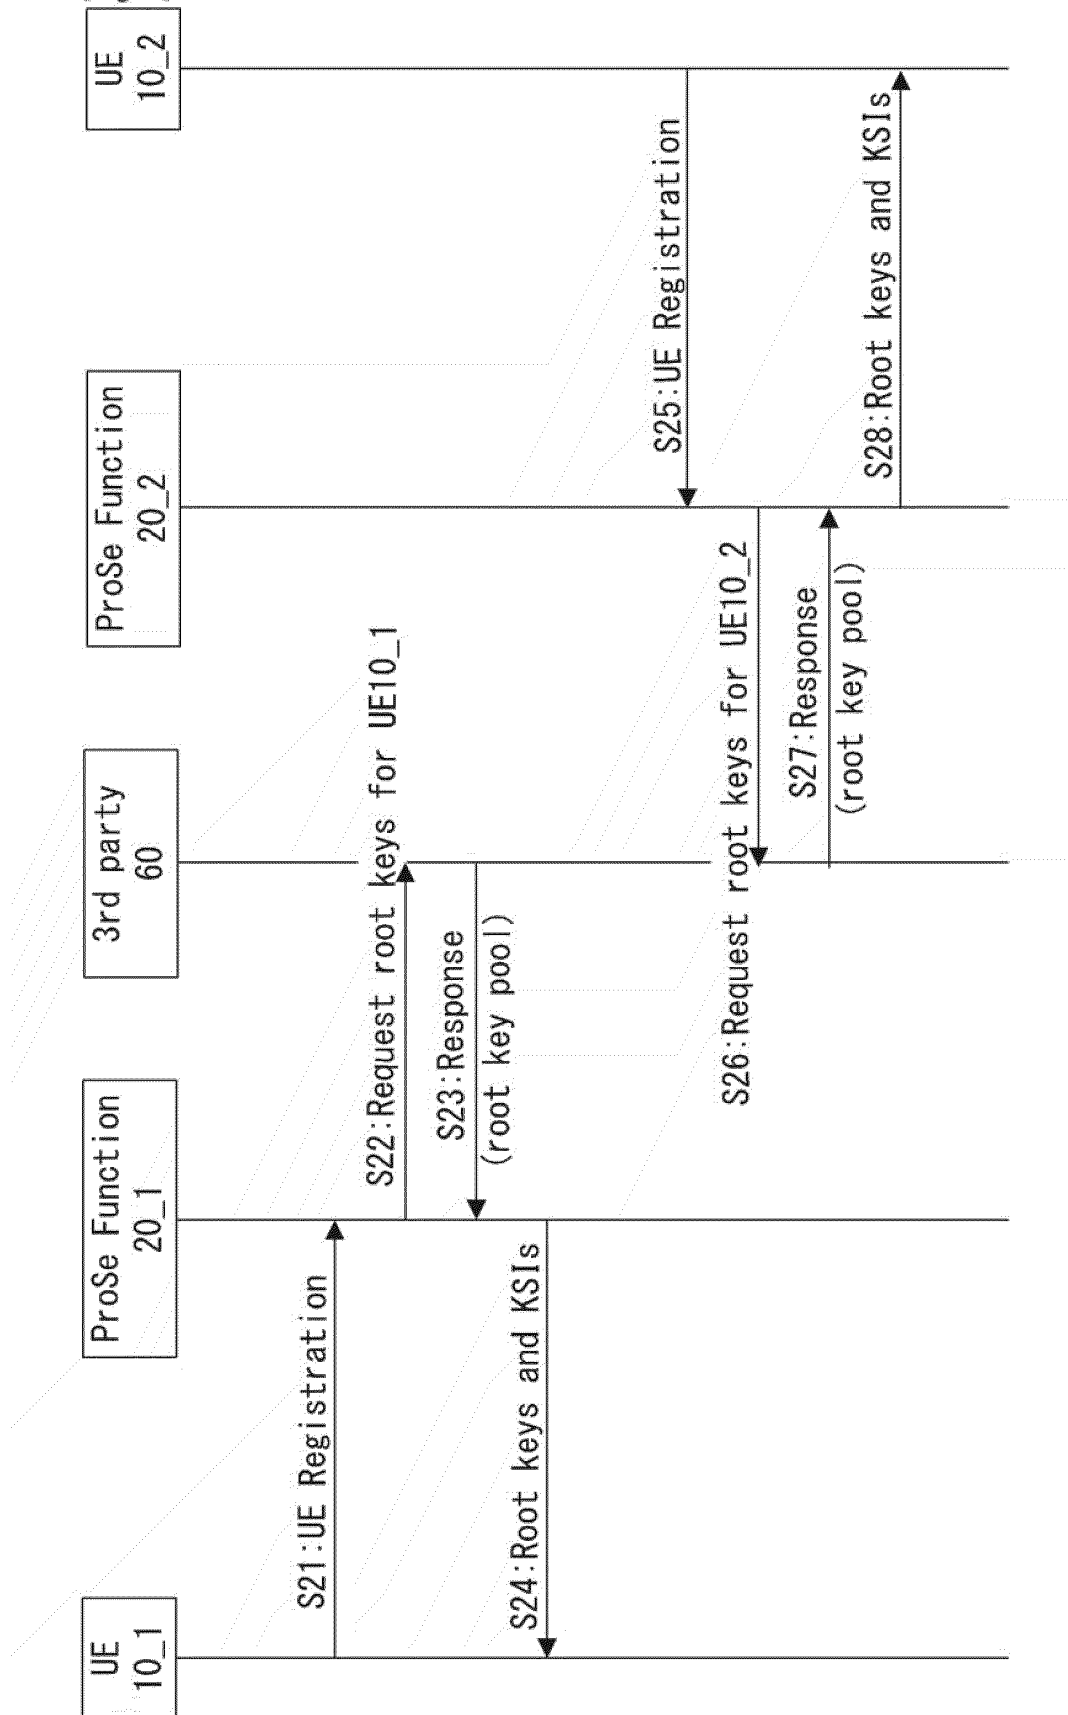 UE
10_1
ProSe Function
20_1
3rd party
60
ProSe Function
20_2
UE
10_2
S21:UE Registration
S22:Request root keys for UE10_1
S23:Response
(root key pool)
S24:Root keys and KSIs
S25:UE Registration
S26:Request root keys for UE10_2
S27:Response
(root key pool)
S28:Root keys and KSIs